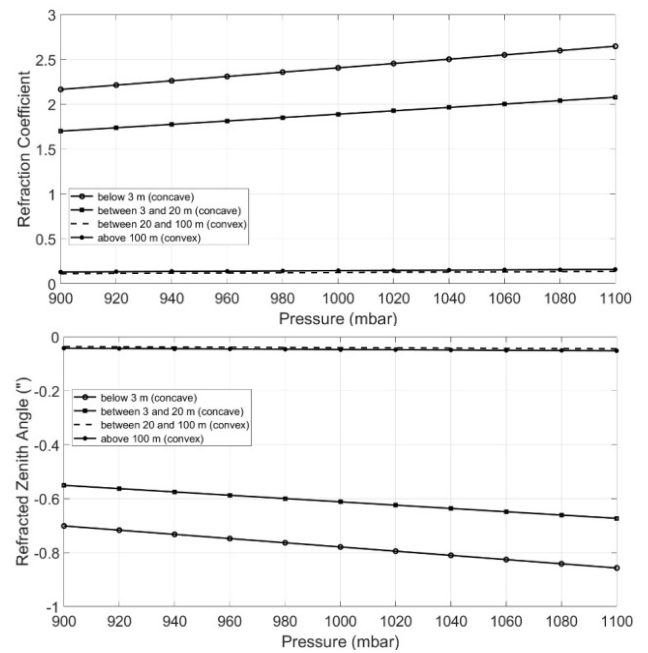 3
2.5
2
1.5
1
0.5
0
Refraction Coefficient
below 3 m (concave)
between 3 and 20 m (concave)
between 20 and 100 m (convex)
above 100 m (convex)
900 920 940 960 980 1000 1020 1040 1060 1080 1100
Pressure (mbar)
0
-0.2
-0.4
-0.6
-0.8
-1
Refracted Zenith Angle (")
below 3 m (concave)
between 3 and 20 m (concave)
between 20 and 100 m (convex)
above 100 m (convex)
900 920 940 960 980 1000 1020 1040 1060 1080 1100
Pressure (mbar)